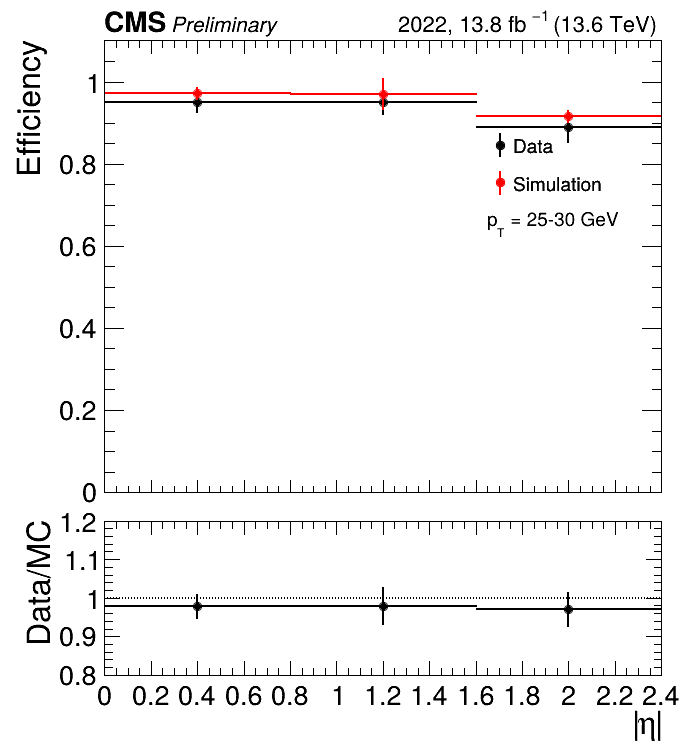 CMS Preliminary 2022, 13.8 fb⁻¹ (13.6 TeV)
Efficiency
1
0.8
0.6
0.4
0.2
0
Data
Simulation
p_T = 25-30 GeV
Data/MC
1.2
1.1
1
0.9
0.8
0 0.2 0.4 0.6 0.8 1 1.2 1.4 1.6 1.8 2 2.2 2.4
|η|